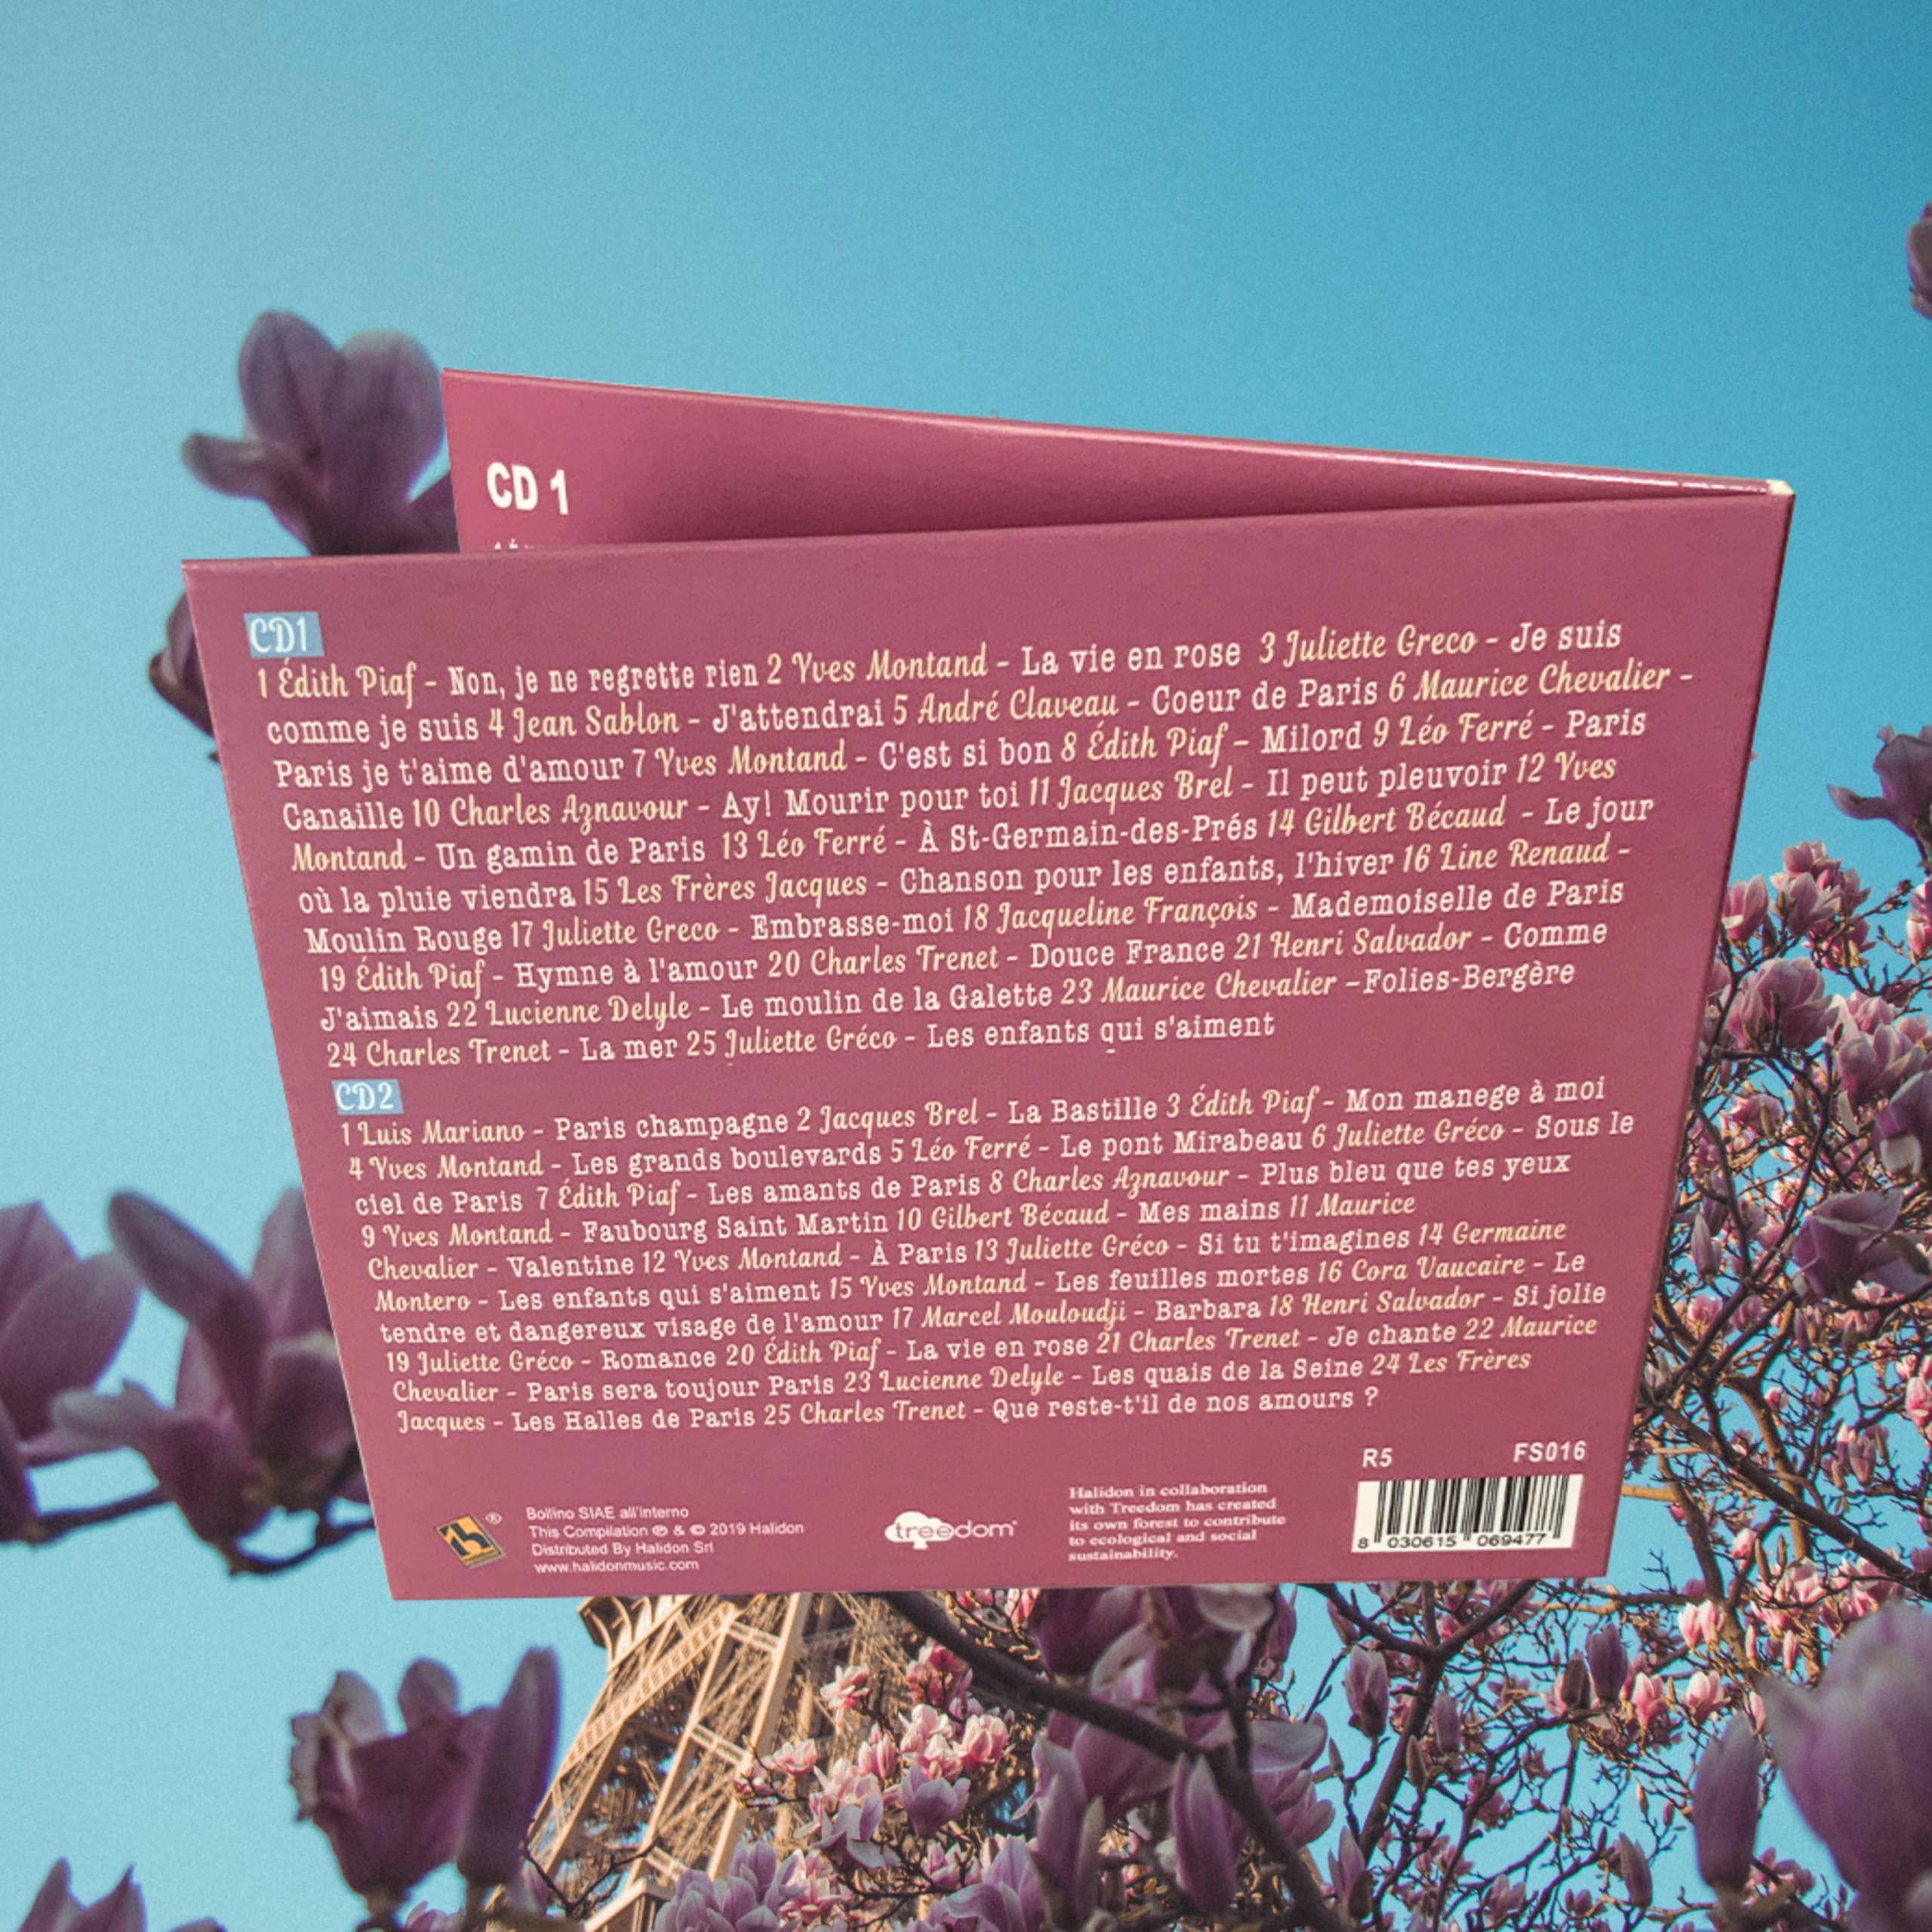 CD 1
CD1
1 Édith Piaf - Non, je ne regrette rien 2 Yves Montand - La vie en rose 3 Juliette Greco - Je suis
comme je suis 4 Jean Sablon - J'attendrai 5 André Claveau - Coeur de Paris 6 Maurice Chevalier -
Paris je t'aime d'amour 7 Yves Montand - C'est si bon 8 Édith Piaf - Milord 9 Léo Ferré - Paris
Canaille 10 Charles Aznavour - Ay! Mourir pour toi 11 Jacques Brel - Il peut pleuvoir 12 Yves
Montand - Un gamin de Paris 13 Léo Ferré - À St-Germain-des-Prés 14 Gilbert Bécaud - Le jour
où la pluie viendra 15 Les Frères Jacques - Chanson pour les enfants, l'hiver 16 Line Renaud -
Moulin Rouge 17 Juliette Greco - Embrasse-moi 18 Jacqueline François - Mademoiselle de Paris
19 Édith Piaf - Hymne à l'amour 20 Charles Trenet - Douce France 21 Henri Salvador - Comme
J'aimais 22 Lucienne Delyle - Le moulin de la Galette 23 Maurice Chevalier –Folies-Bergère
24 Charles Trenet - La mer 25 Juliette Gréco - Les enfants qui s'aiment
CD2
1 Luis Mariano - Paris champagne 2 Jacques Brel - La Bastille 3 Édith Piaf - Mon manege à moi
4 Yves Montand - Les grands boulevards 5 Léo Ferré - Le pont Mirabeau 6 Juliette Gréco - Sous le
ciel de Paris 7 Édith Piaf - Les amants de Paris 8 Charles Aznavour - Plus bleu que tes yeux
9 Yves Montand - Faubourg Saint Martin 10 Gilbert Bécaud - Mes mains 11 Maurice
Chevalier - Valentine 12 Yves Montand - À Paris 13 Juliette Gréco - Si tu t'imagines 14 Germaine
Montero - Les enfants qui s'aiment 15 Yves Montand - Les feuilles mortes 16 Cora Vaucaire - Le
tendre et dangereux visage de l'amour 17 Marcel Mouloudji - Barbara 18 Henri Salvador - Si jolie
19 Juliette Gréco - Romance 20 Édith Piaf - La vie en rose 21 Charles Trenet - Je chante 22 Maurice
Chevalier - Paris sera toujour Paris 23 Lucienne Delyle - Les quais de la Seine 24 Les Frères
Jacques - Les Halles de Paris 25 Charles Trenet - Que reste-t'il de nos amours ?
R5 FS016
h®
Bollino SIAE all'interno
This Compilation ℗ & © 2019 Halidon
Distributed By Halidon Srl
www.halidonmusic.com
treedom®
Halidon in collaboration
with Treedom has created
its own forest to contribute
to ecological and social
sustainability.
8 030615 069477